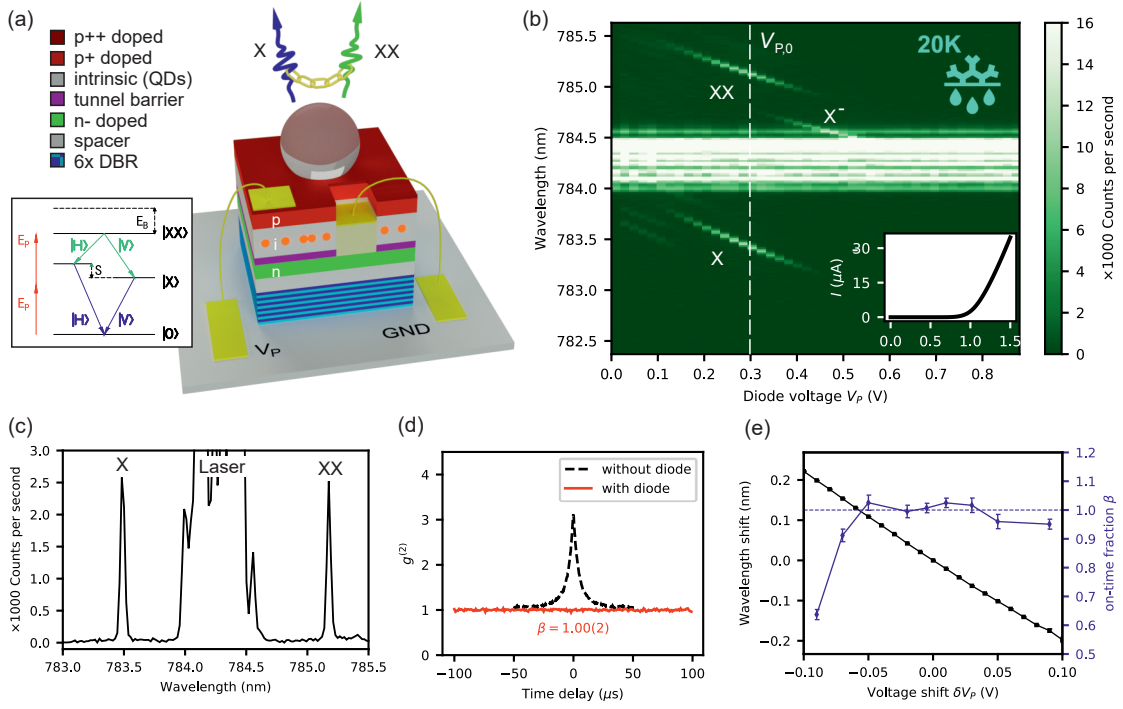 (a)
p++ doped
p+ doped
intrinsic (QDs)
tunnel barrier
n- doped
spacer
6x DBR
X
XX
p
i
n
V_P
GND
E_B
|XX⟩
E_P
|H⟩
|V⟩
S
|X⟩
E_P
|H⟩
|V⟩
|0⟩
(b)
785.5
785.0
784.5
784.0
783.5
783.0
782.5
Wavelength (nm)
V_P,0
XX
X⁻
X
20K
I (μA)
30
15
0
0.0 0.5 1.0 1.5
0.0 0.1 0.2 0.3 0.4 0.5 0.6 0.7 0.8
Diode voltage V_P (V)
16
14
12
10
8
6
4
2
0
×1000 Counts per second
(c)
×1000 Counts per second
3.0
2.5
2.0
1.5
1.0
0.5
0.0
X
Laser
XX
783.0 783.5 784.0 784.5 785.0 785.5
Wavelength (nm)
(d)
g⁽²⁾
4
3
2
1
0
without diode
with diode
β = 1.00(2)
−100 −50 0 50 100
Time delay (μs)
(e)
Wavelength shift (nm)
0.2
0.1
0.0
−0.1
−0.2
1.2
1.1
1.0
0.9
0.8
0.7
0.6
0.5
on-time fraction β
−0.10 −0.05 0.00 0.05 0.10
Voltage shift δV_P (V)